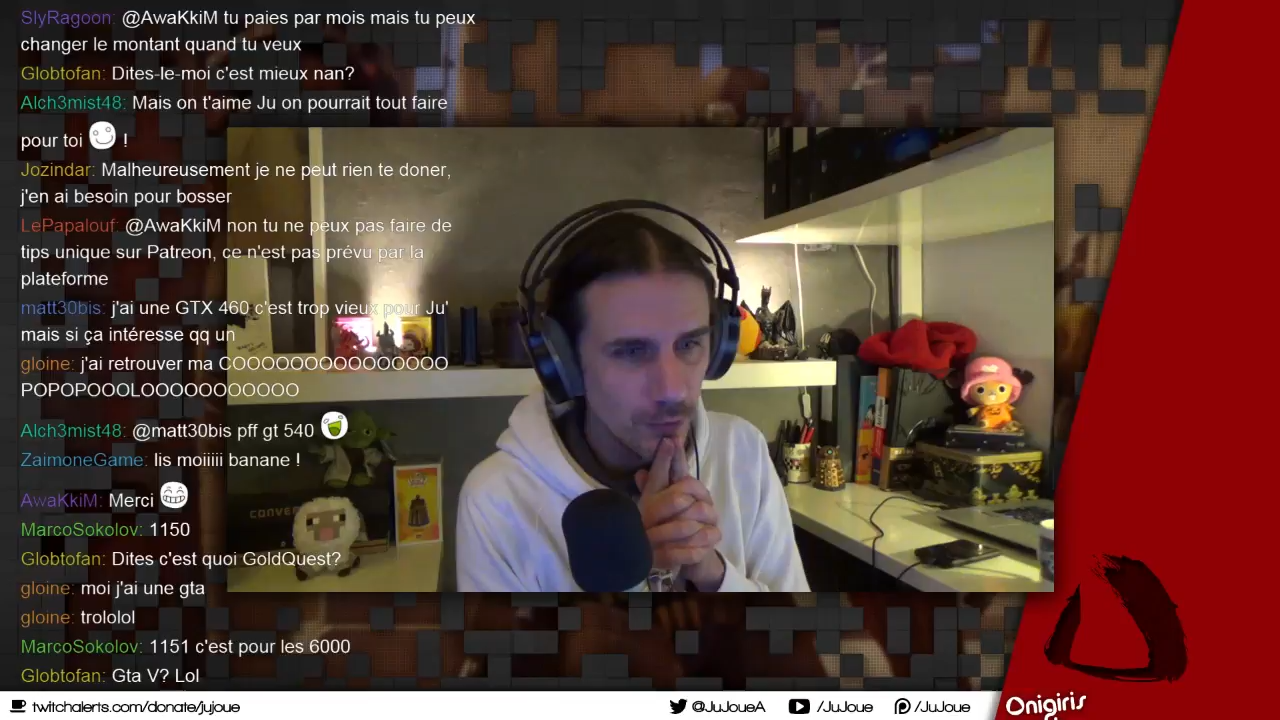 SlyRagoon: @AwaKkiM tu paies par mois mais tu peux
changer le montant quand tu veux
Globtofan: Dites-le-moi c'est mieux nan?
Alch3mist48: Mais on t'aime Ju on pourrait tout faire
pour toi !
Jozindar: Malheureusement je ne peut rien te doner,
j'en ai besoin pour bosser
LePapalouf: @AwaKkiM non tu ne peux pas faire de
tips unique sur Patreon, ce n'est pas prévu par la
plateforme
matt30bis: j'ai une GTX 460 c'est trop vieux pour Ju'
mais si ça intéresse qq un
gloine: j'ai retrouver ma COOOOOOOOOOOOOOO
POPOPOOOLOOOOOOOOOOO
Alch3mist48: @matt30bis pff gt 540
ZaimoneGame: lis moiiiii banane !
AwaKkiM: Merci
MarcoSokolov: 1150
Globtofan: Dites c'est quoi GoldQuest?
gloine: moi j'ai une gta
gloine: trololol
MarcoSokolov: 1151 c'est pour les 6000
Globtofan: Gta V? Lol
CONVERS
twitchalerts.com/donate/jujoue
@JuJoueA
/JuJoue
/JuJoue
Onigiris